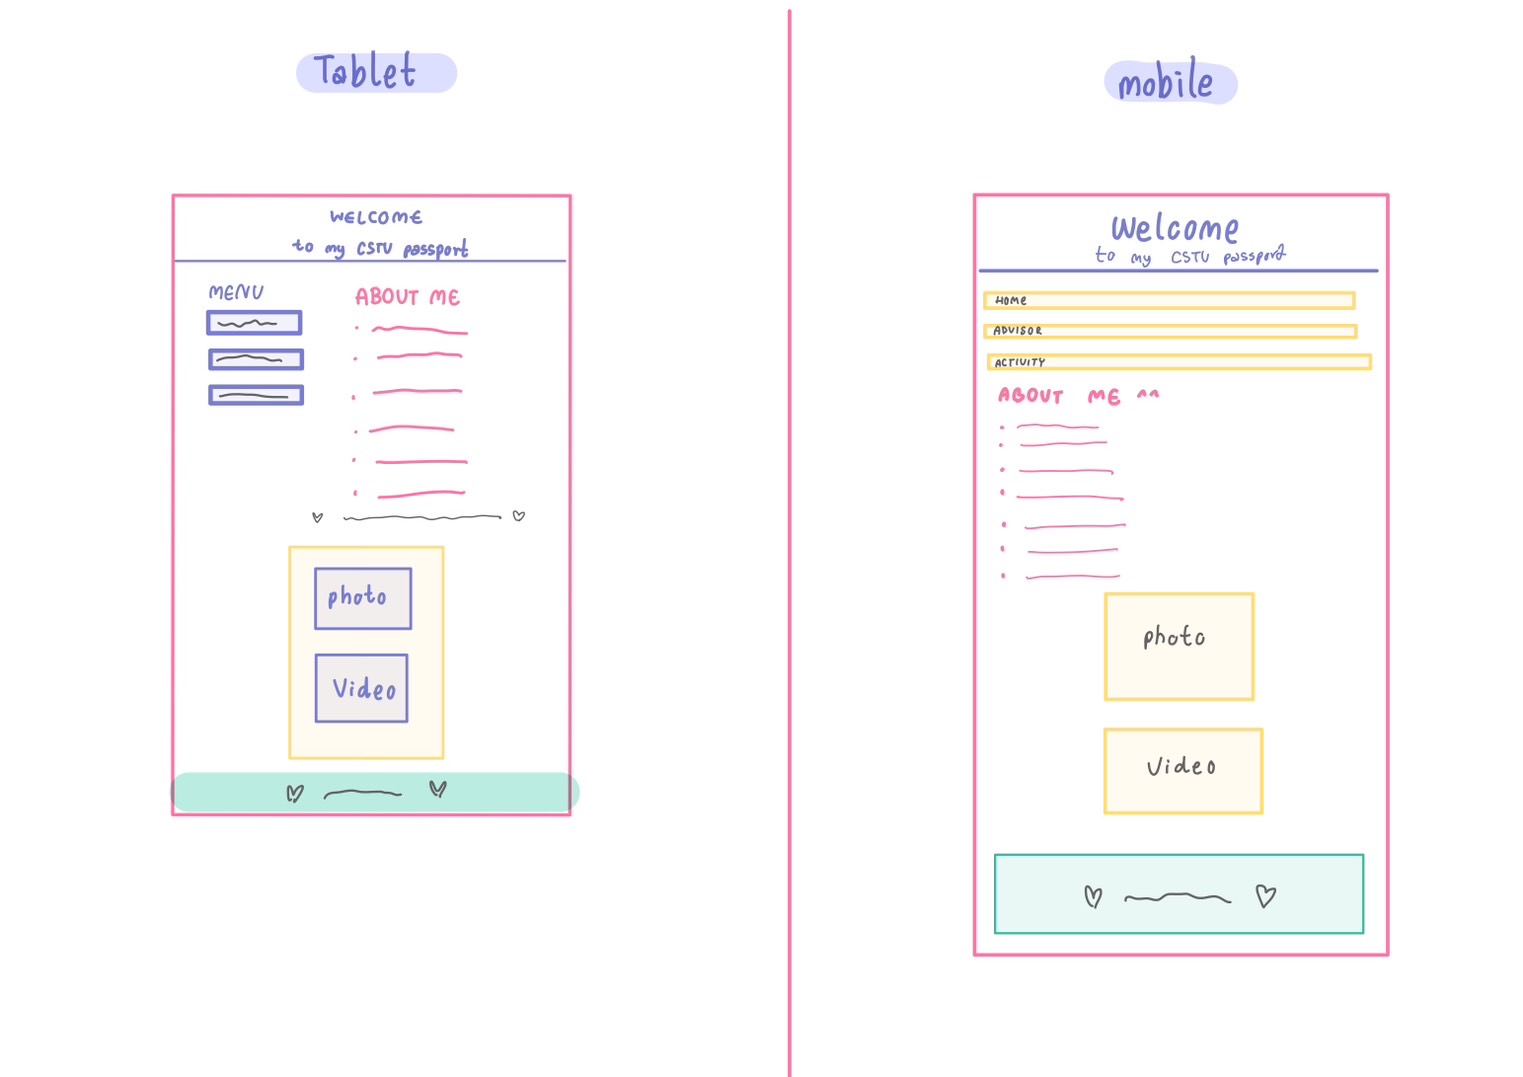 Tablet
WELCOME
to my CSTU passport
MENU
ABOUT ME
photo
Video
mobile
Welcome
to my CSTU passport
HOME
ADVISOR
ACTIVITY
ABOUT ME ^^
photo
Video